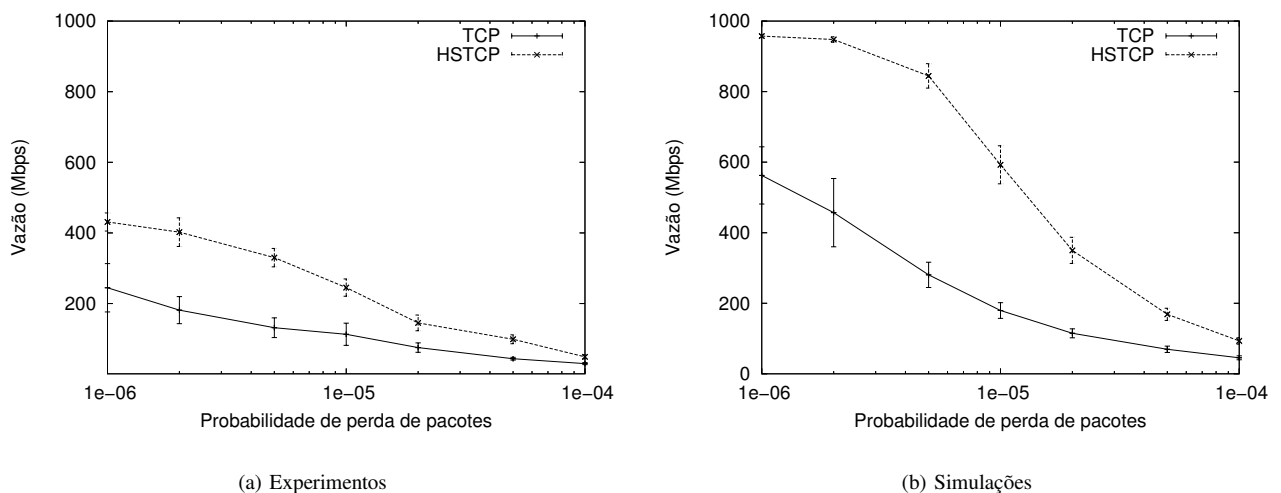 1000
800
600
400
200
Vazão (Mbps)
1e-06
1e-05
1e-04
Probabilidade de perda de pacotes
TCP
HSTCP
(a) Experimentos
1000
800
600
400
200
0
Vazão (Mbps)
1e-06
1e-05
1e-04
Probabilidade de perda de pacotes
TCP
HSTCP
(b) Simulações